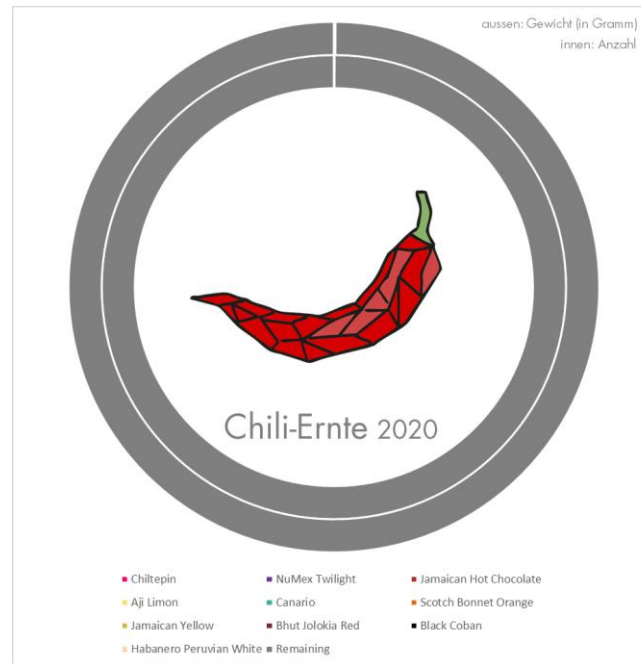 aussen: Gewicht (in Gramm)
innen: Anzahl
Chili-Ernte 2020
Chiltepin NuMex Twilight Jamaican Hot Chocolate
Aji Limon Canario Scotch Bonnet Orange
Jamaican Yellow Bhut Jolokia Red Black Coban
Habanero Peruvian White Remaining